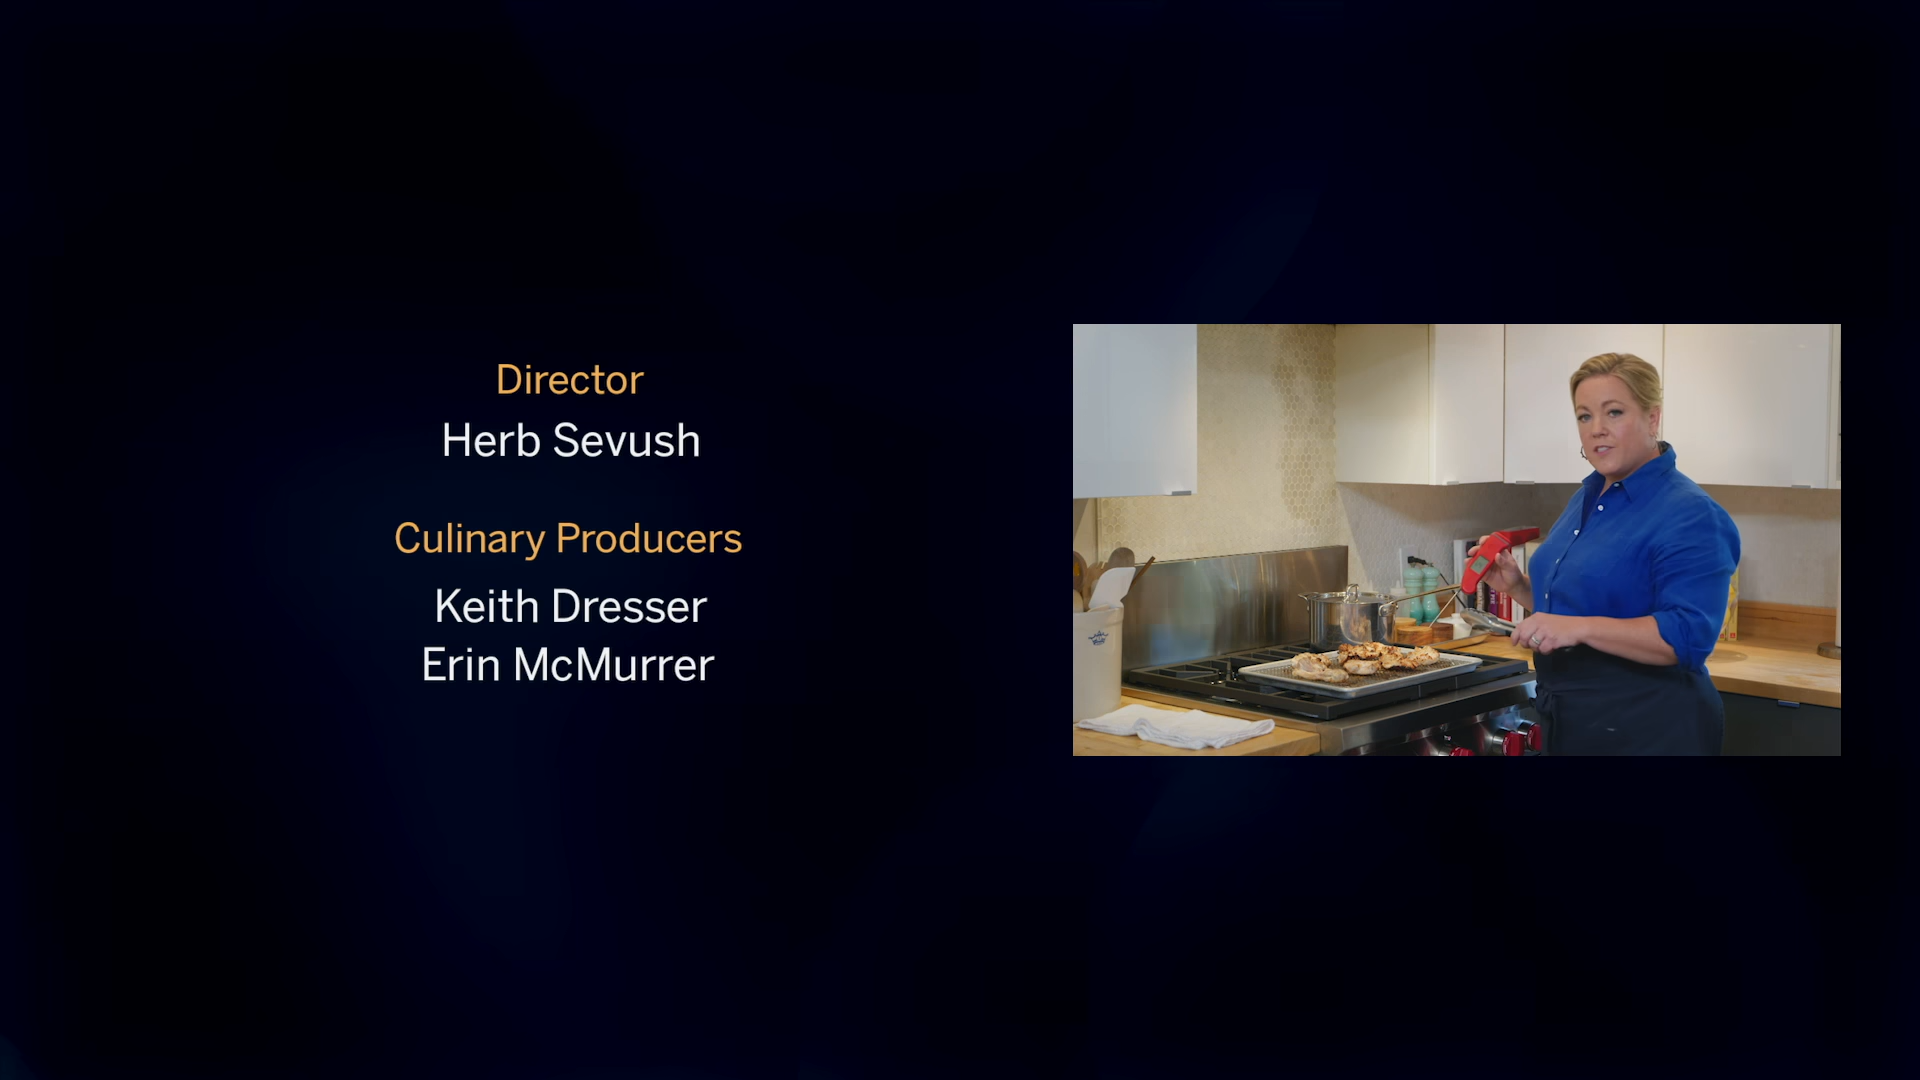 Director
Herb Sevush
Culinary Producers
Keith Dresser
Erin McMurrer